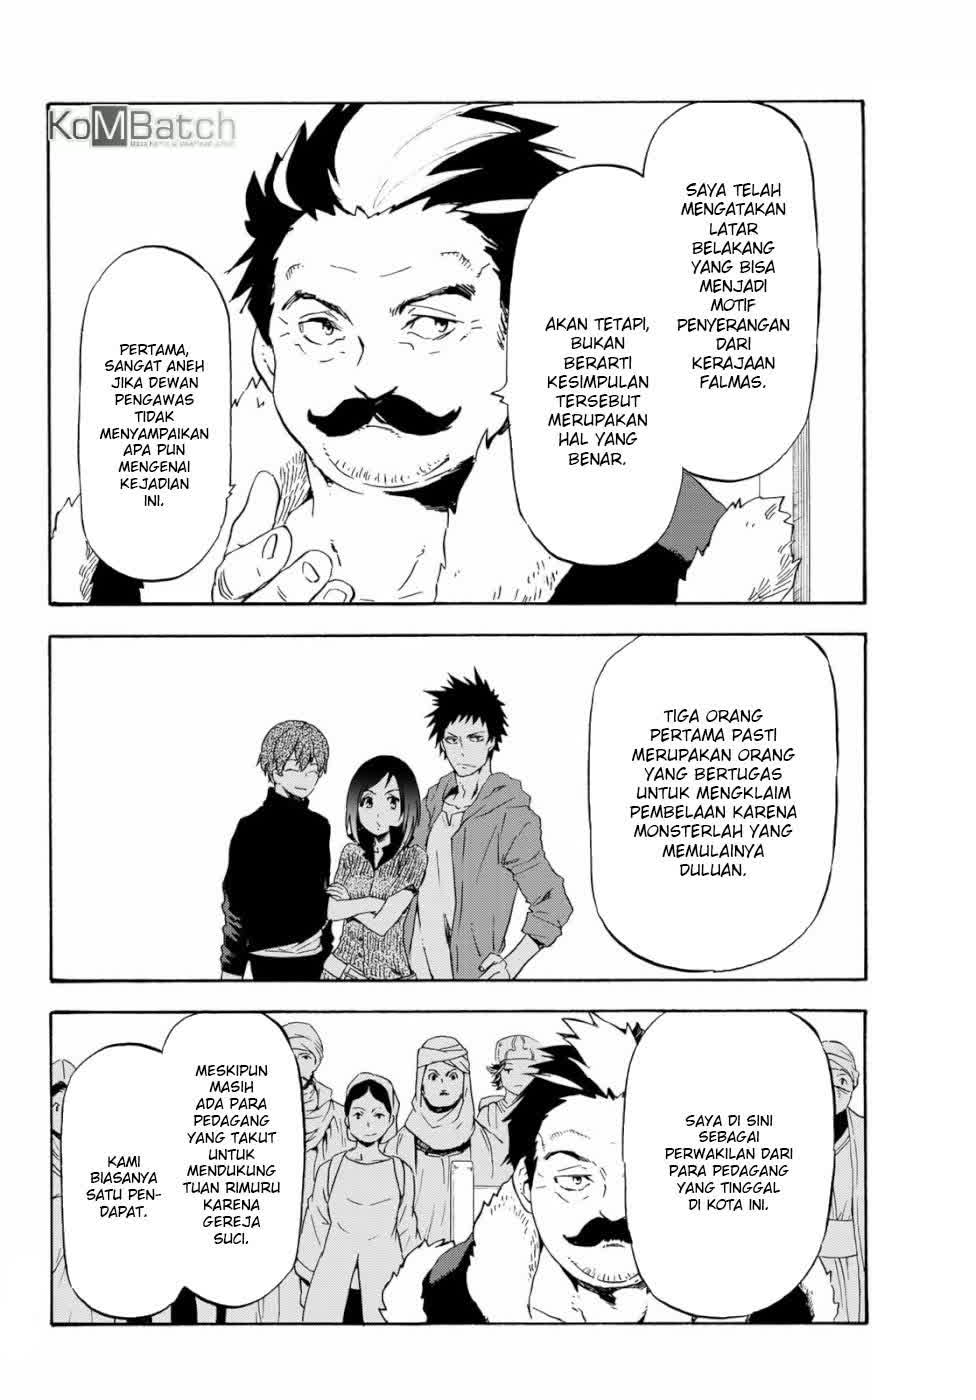 KoMBatch
SAYA TELAH
MENGATAKAN
LATAR
BELAKANG
YANG BISA
MENJADI
MOTIF
PENYERANGAN
DARI
KERAJAAN
FALMAS.
AKAN TETAPI,
BUKAN
BERARTI
KESIMPULAN
TERSEBUT
MERUPAKAN
HAL YANG
BENAR.
PERTAMA,
SANGAT ANEH
JIKA DEWAN
PENGAWAS
TIDAK
MENYAMPAIKAN
APA PUN
MENGENAI
KEJADIAN
INI.
TIGA ORANG
PERTAMA PASTI
MERUPAKAN ORANG
YANG BERTUGAS
UNTUK MENGKLAIM
PEMBELAAN KARENA
MONSTERLAH YANG
MEMULAINYA
DULUAN.
SAYA DI SINI
SEBAGAI
PERWAKILAN DARI
PARA PEDAGANG
YANG TINGGAL
DI KOTA INI.
MESKIPUN
MASIH
ADA PARA
PEDAGANG
YANG TAKUT
UNTUK
MENDUKUNG
TUAN RIMURU
KARENA
GEREJA
SUCI.
KAMI
BIASANYA
SATU PEN-
DAPAT.